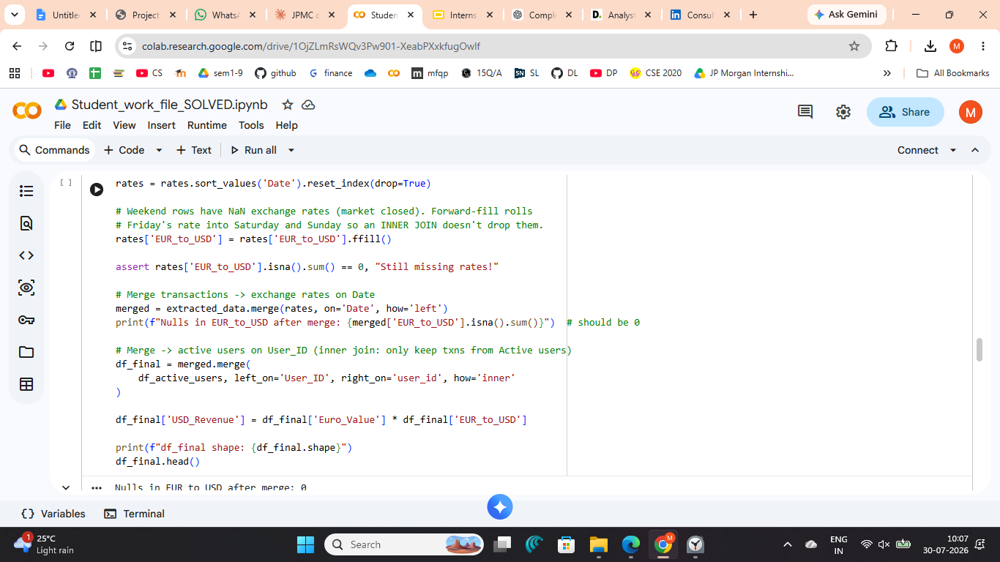 Untitle
Project
WhatsA
JPMC c
Studen
Interns
Comple
Analyst
Consul
Ask Gemini
colab.research.google.com/drive/1OjZLmRsWQv3Pw901-XeabPXxkfugOwlf
M
CS
sem1-9
github
finance
mfqp
15Q/A
SL
DL
DP
CSE 2020
JP Morgan Internshi...
All Bookmarks
Student_work_file_SOLVED.ipynb
Share
M
File Edit View Insert Runtime Tools Help
Commands + Code + Text Run all
Connect
[ ]
rates = rates.sort_values('Date').reset_index(drop=True)
# Weekend rows have NaN exchange rates (market closed). Forward-fill rolls
# Friday's rate into Saturday and Sunday so an INNER JOIN doesn't drop them.
rates['EUR_to_USD'] = rates['EUR_to_USD'].ffill()
assert rates['EUR_to_USD'].isna().sum() == 0, "Still missing rates!"
# Merge transactions -> exchange rates on Date
merged = extracted_data.merge(rates, on='Date', how='left')
print(f"Nulls in EUR_to_USD after merge: {merged['EUR_to_USD'].isna().sum()}")  # should be 0
# Merge -> active users on User_ID (inner join: only keep txns from Active users)
df_final = merged.merge(
    df_active_users, left_on='User_ID', right_on='user_id', how='inner'
)
df_final['USD_Revenue'] = df_final['Euro_Value'] * df_final['EUR_to_USD']
print(f"df_final shape: {df_final.shape}")
df_final.head()
Nulls in EUR_to_USD after merge: 0
Variables
Terminal
1
25°C
Light rain
Search
M
ENG
IN
10:07
30-07-2026